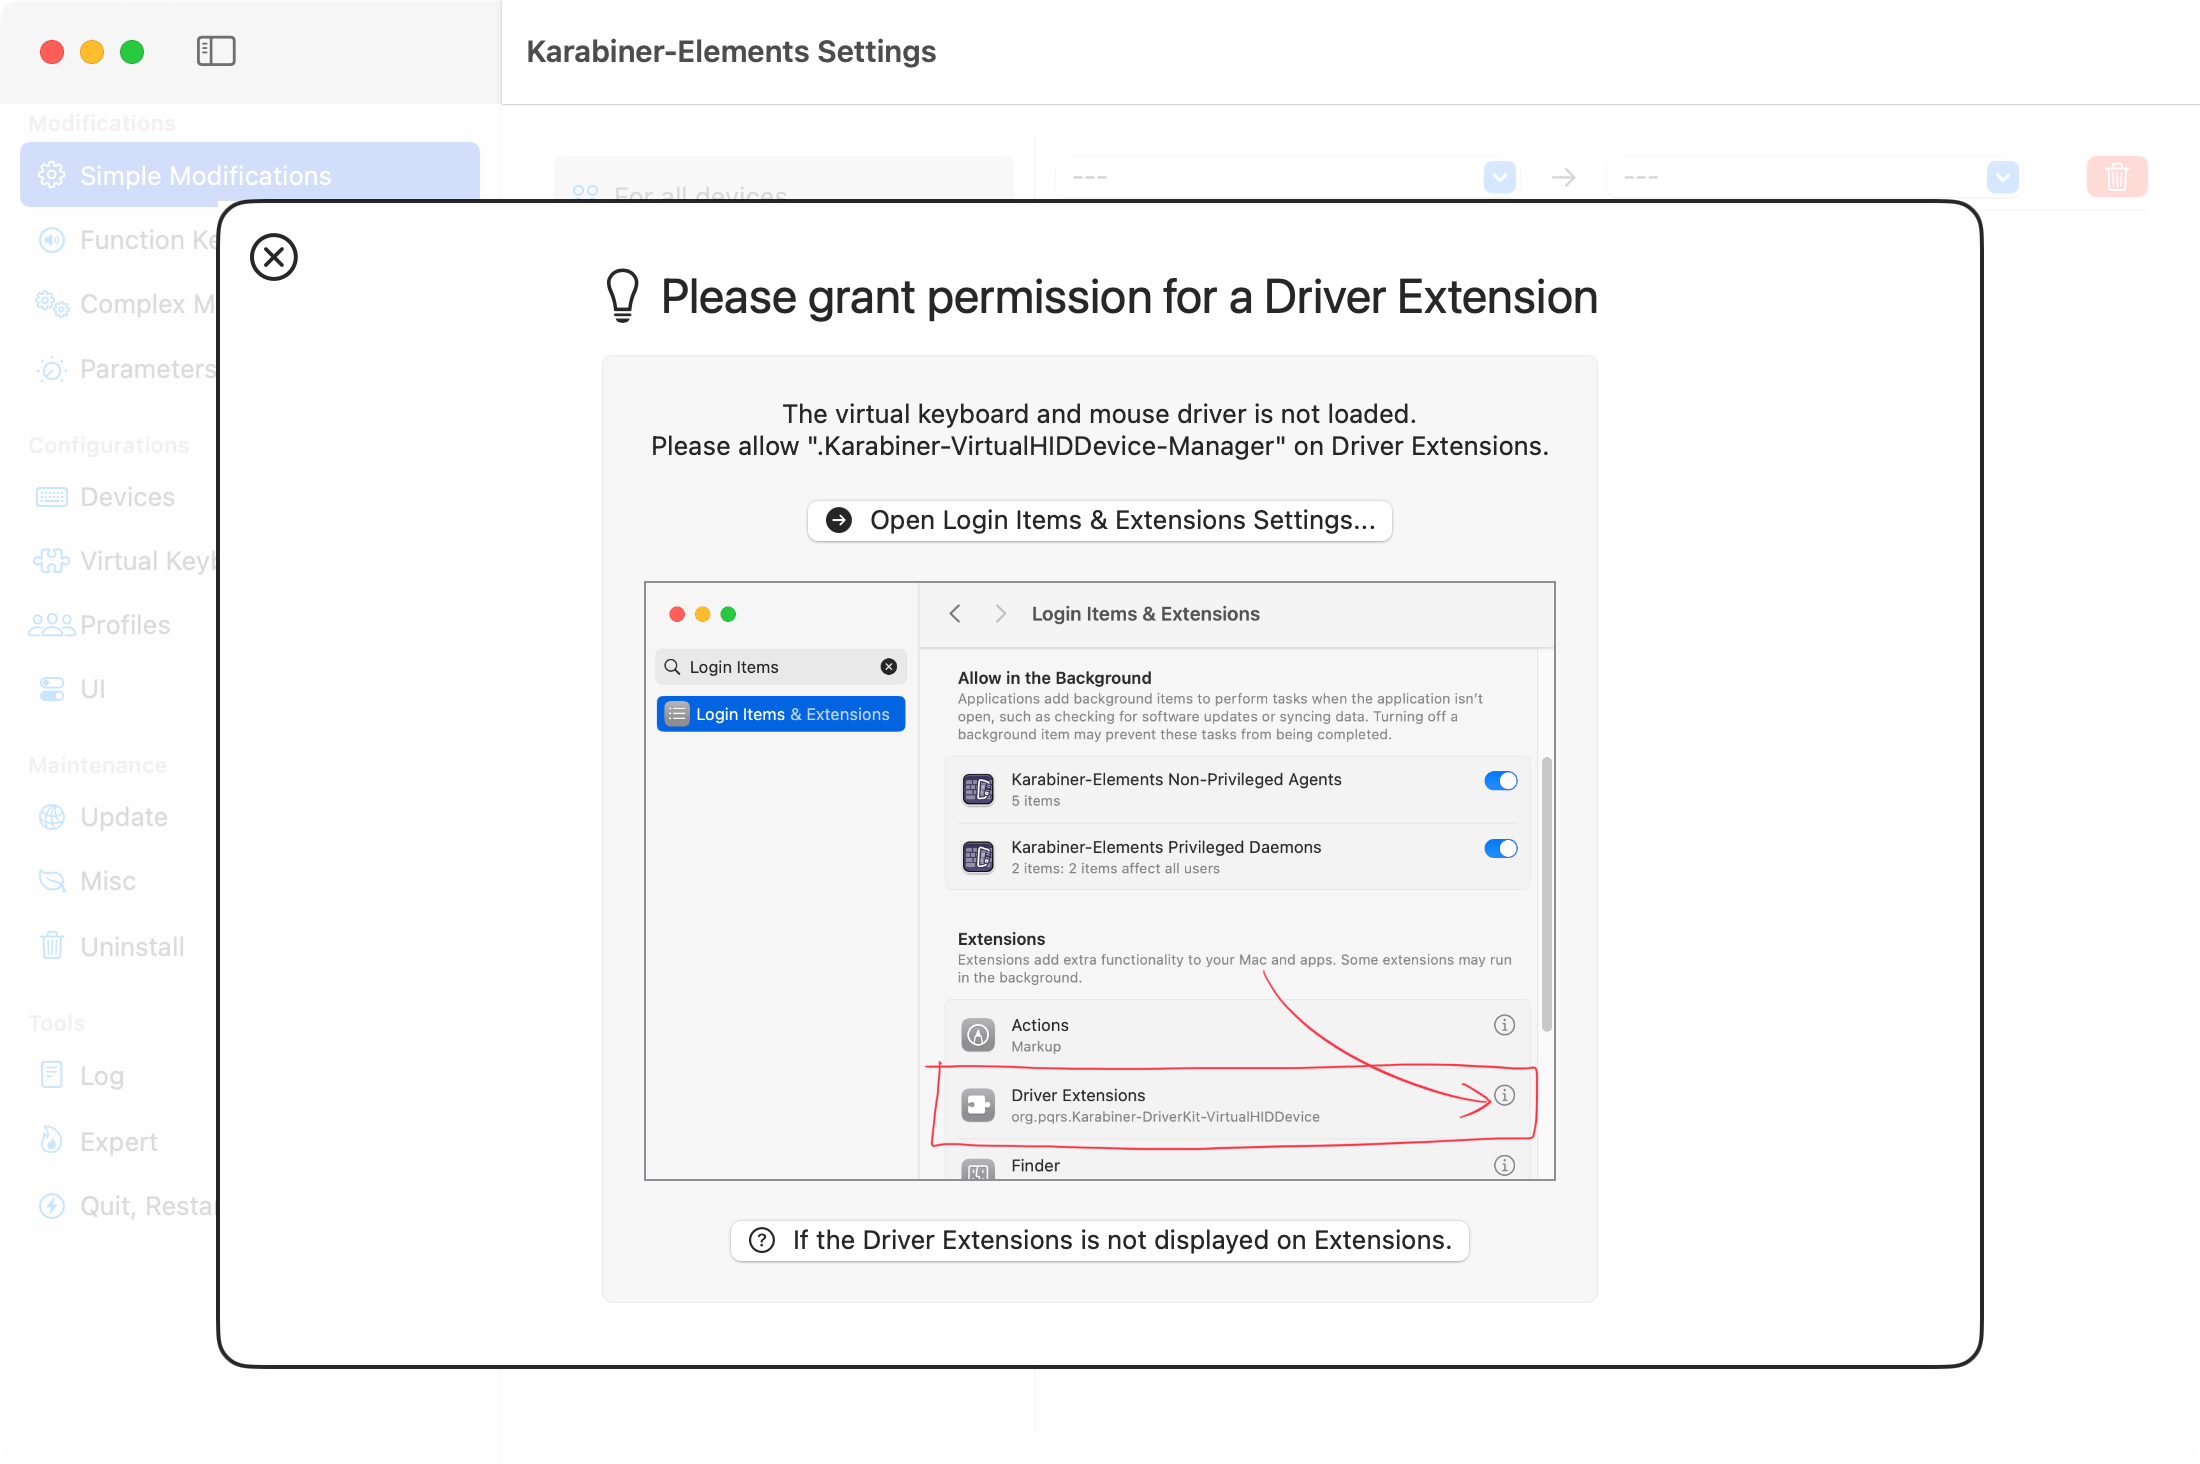 Karabiner-Elements Settings
Modifications
Simple Modifications
Function Ke
Complex M
Parameters
Configurations
Devices
Virtual Keyb
Profiles
UI
Maintenance
Update
Misc
Uninstall
Tools
Log
Expert
Quit, Restar
For all devices
---
---
Please grant permission for a Driver Extension
The virtual keyboard and mouse driver is not loaded.
Please allow ".Karabiner-VirtualHIDDevice-Manager" on Driver Extensions.
Open Login Items & Extensions Settings...
Login Items
Login Items & Extensions
Login Items & Extensions
Allow in the Background
Applications add background items to perform tasks when the application isn't
open, such as checking for software updates or syncing data. Turning off a
background item may prevent these tasks from being completed.
Karabiner-Elements Non-Privileged Agents
5 items
Karabiner-Elements Privileged Daemons
2 items: 2 items affect all users
Extensions
Extensions add extra functionality to your Mac and apps. Some extensions may run
in the background.
Actions
Markup
Driver Extensions
org.pqrs.Karabiner-DriverKit-VirtualHIDDevice
Finder
If the Driver Extensions is not displayed on Extensions.